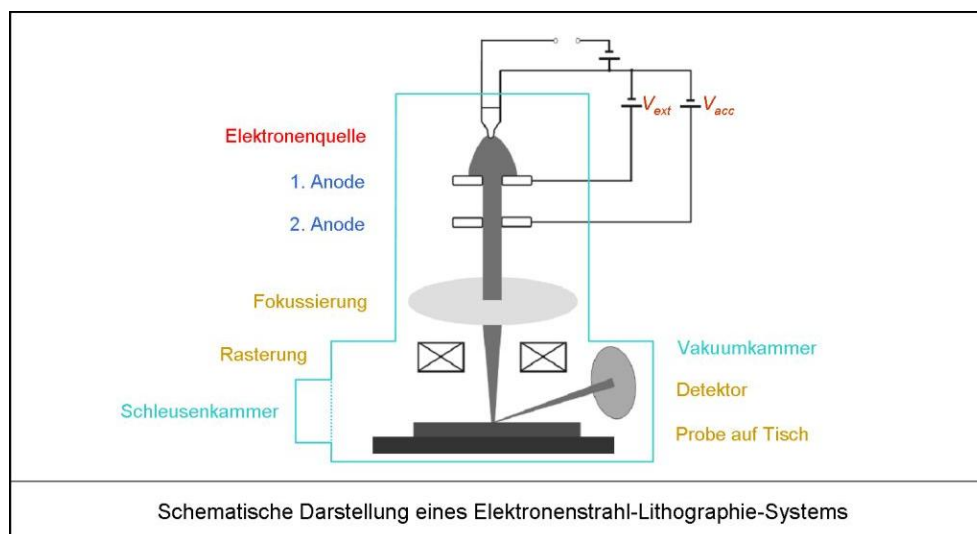 V_ext
V_acc
Elektronenquelle
1. Anode
2. Anode
Fokussierung
Rasterung
Vakuumkammer
Schleusenkammer
Detektor
Probe auf Tisch
Schematische Darstellung eines Elektronenstrahl-Lithographie-Systems